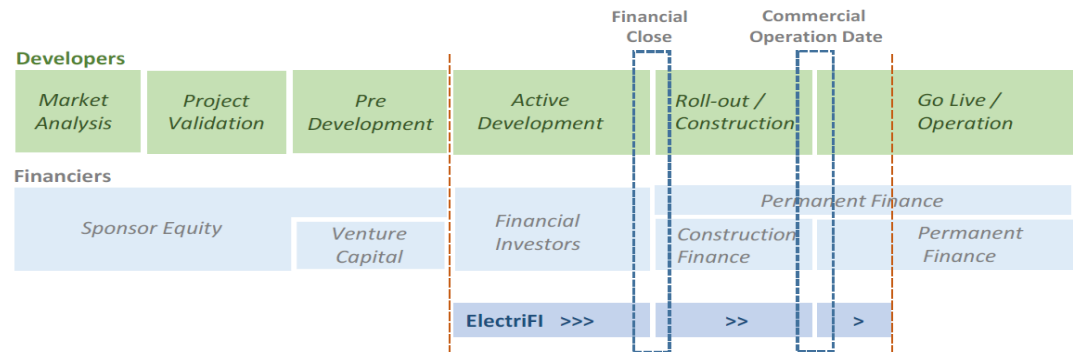 Financial
Close
Commercial
Operation Date
Developers
Market
Analysis
Project
Validation
Pre
Development
Active
Development
Roll-out /
Construction
Go Live /
Operation
Financiers
Sponsor Equity
Venture
Capital
Financial
Investors
Permanent Finance
Construction
Finance
Permanent
Finance
ElectriFI >>>
>>
>